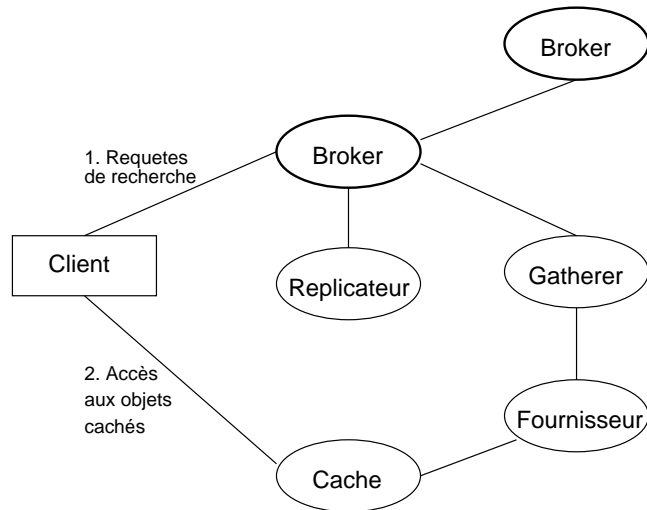 Broker
Broker
1. Requetes
de recherche
Client
Replicateur
Gatherer
2. Accès
aux objets
cachés
Fournisseur
Cache